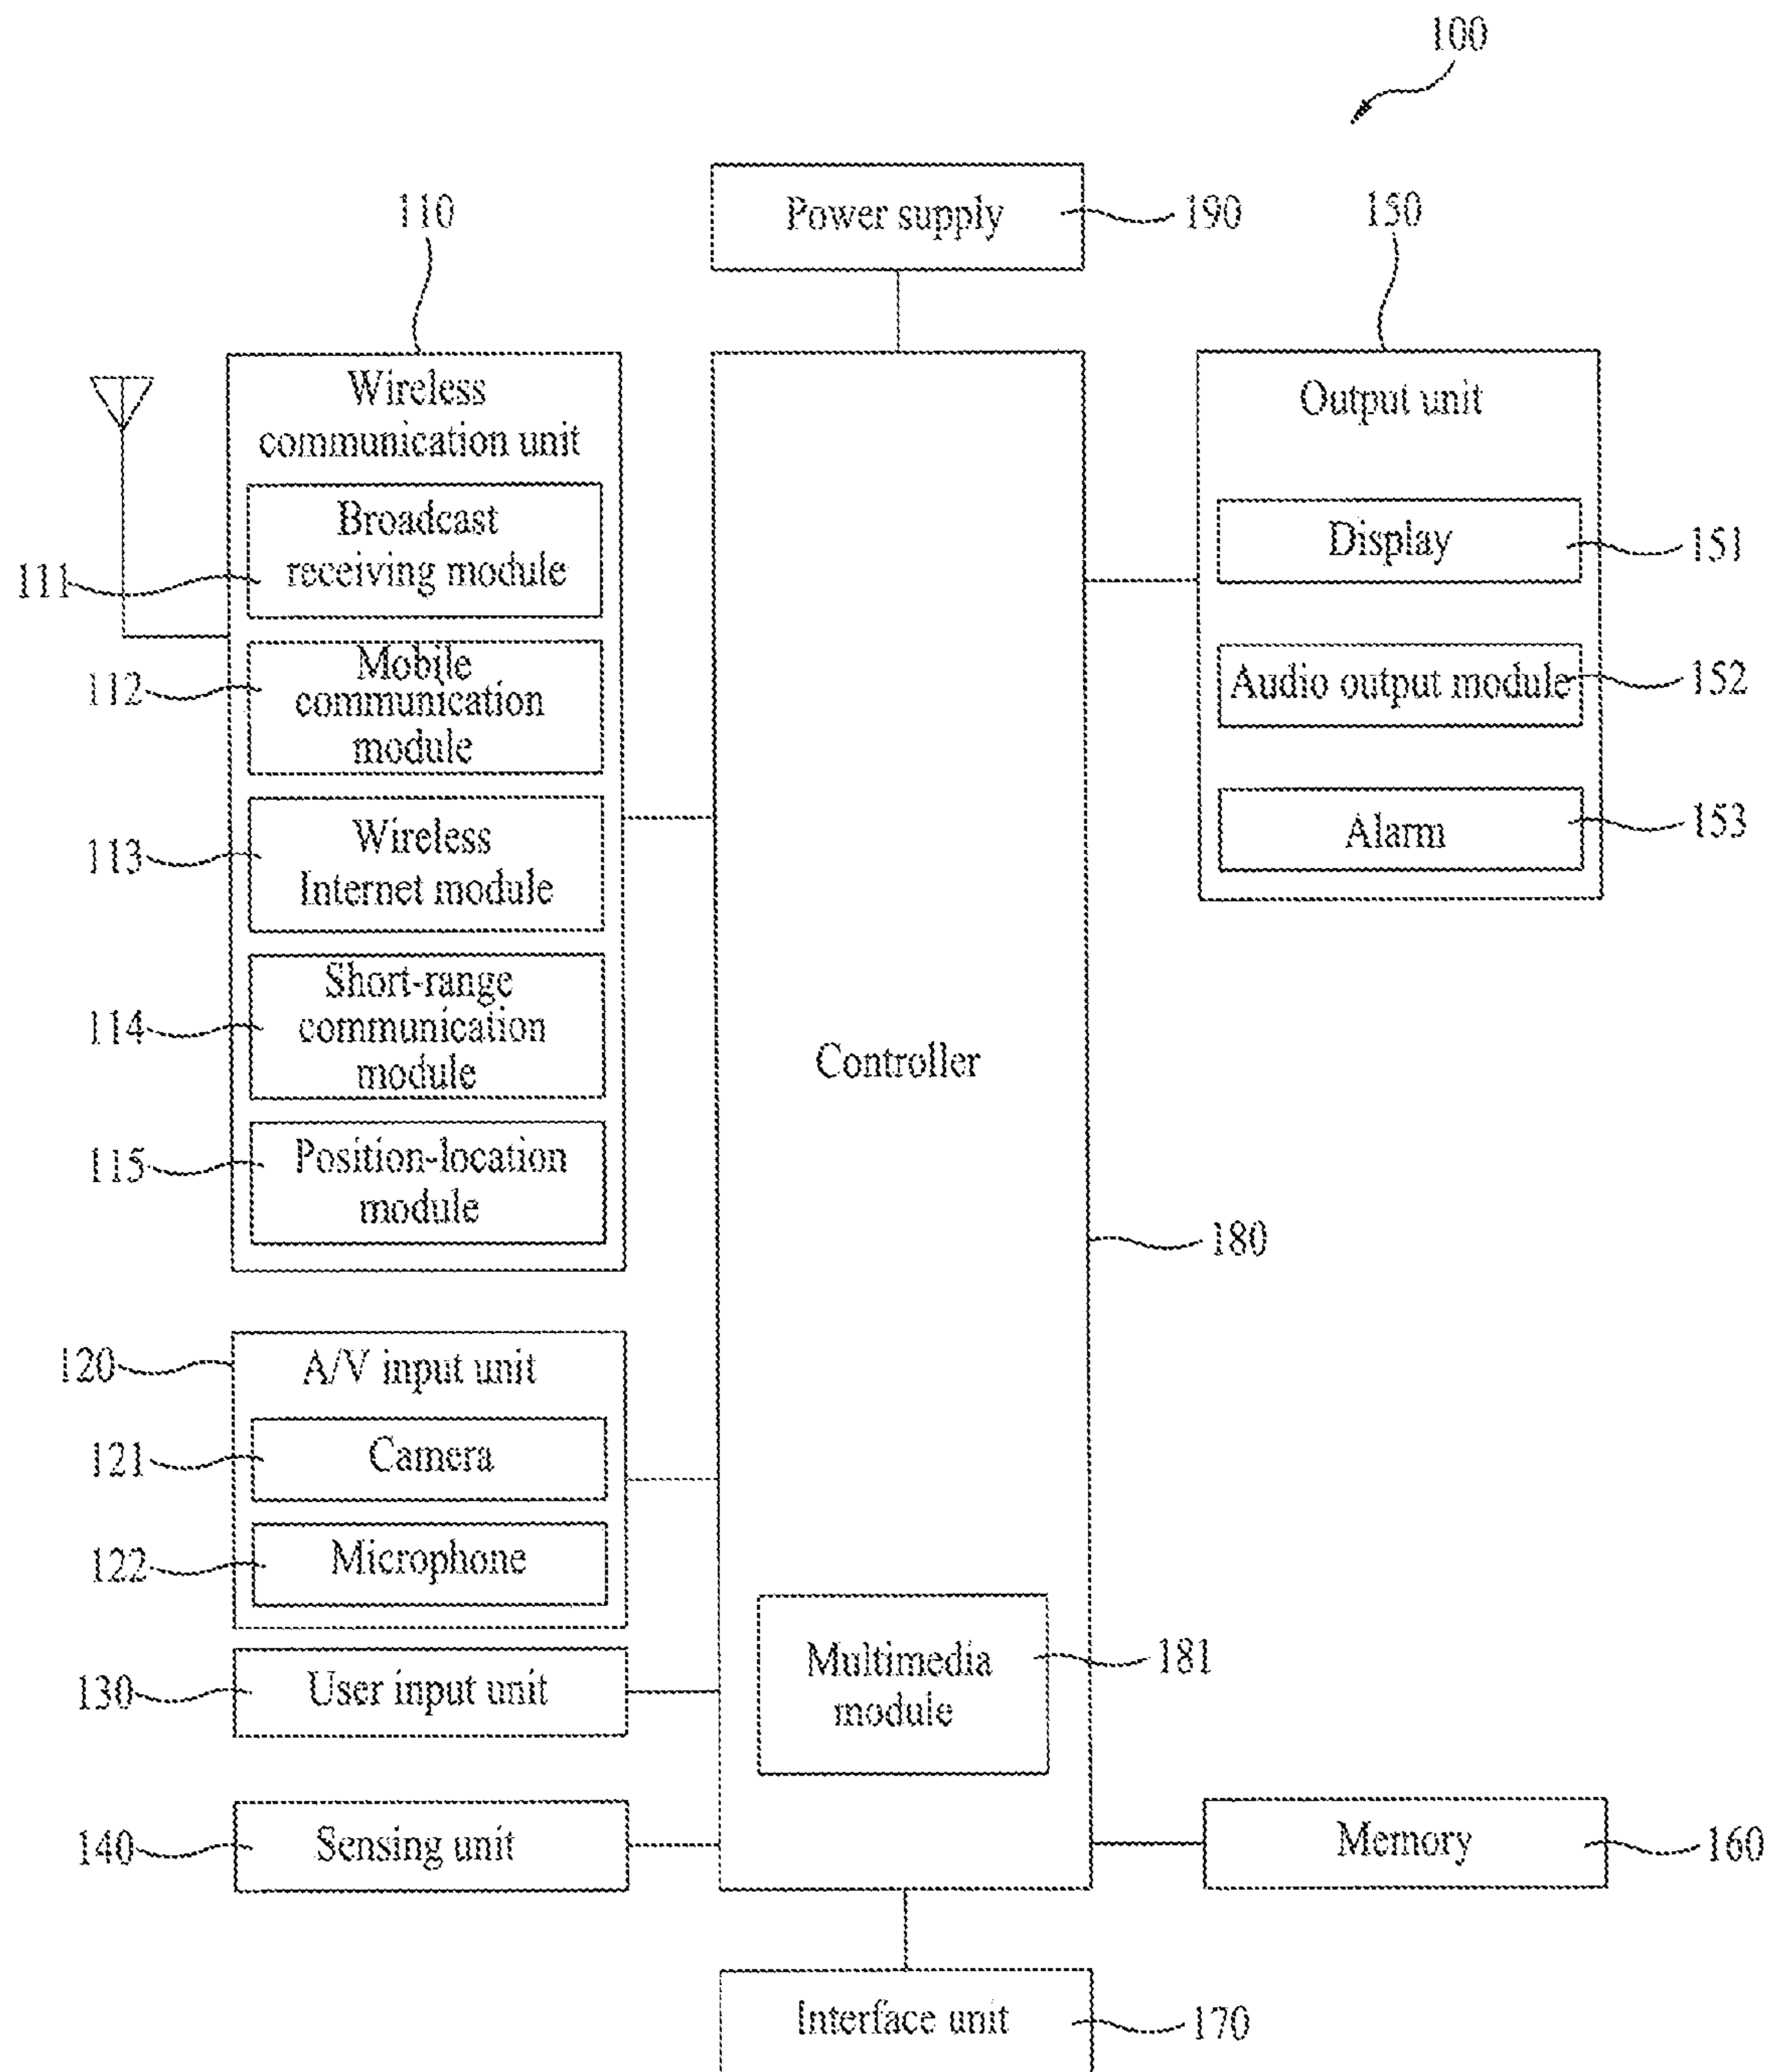 100
Power supply
190
110
150
Wireless
communication unit
Broadcast
receiving module
111
Mobile
communication
module
112
Wireless
Internet module
113
Short-range
communication
module
114
Position-location
module
115
Output unit
Display
151
Audio output module
152
Alarm
153
Controller
180
120
A/V input unit
121
Camera
122
Microphone
130
User input unit
Multimedia
module
181
140
Sensing unit
Memory
160
Interface unit
170